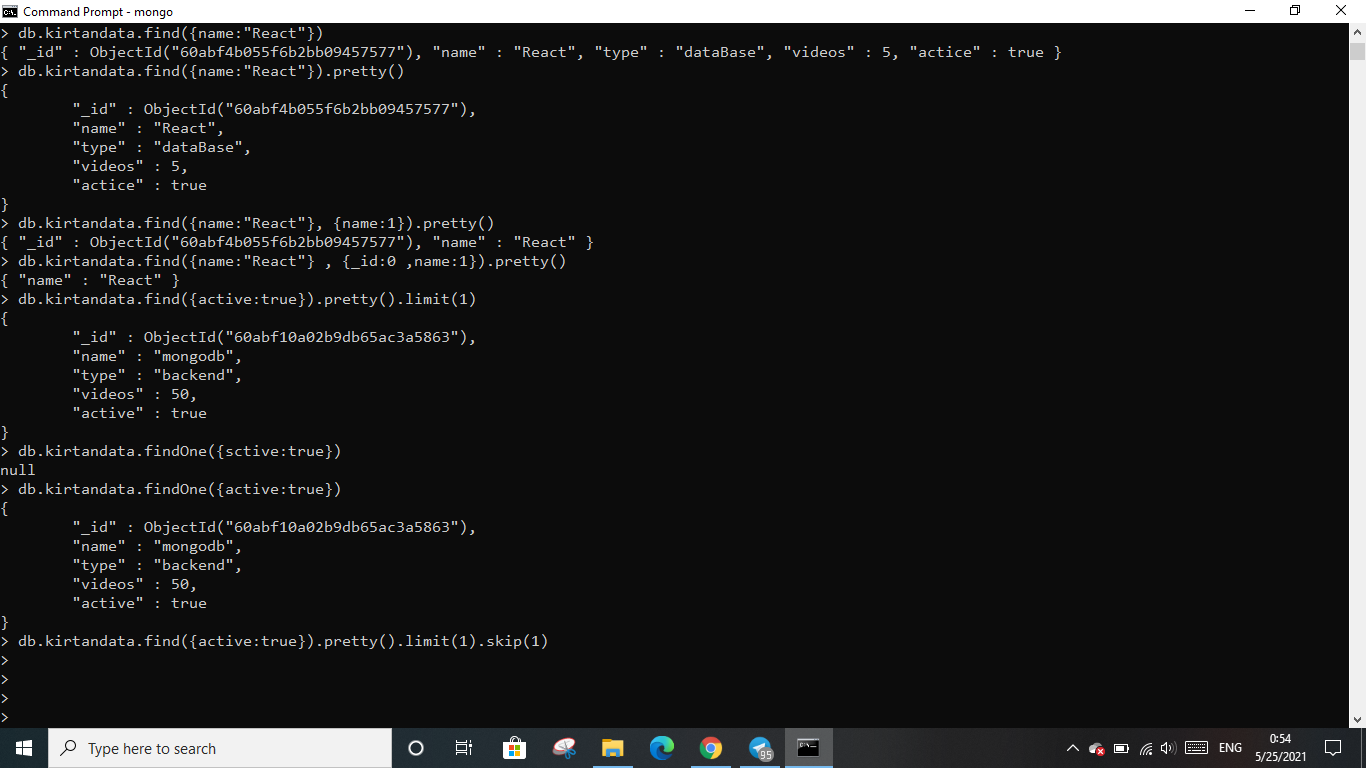 Command Prompt - mongo
> db.kirtandata.find({name:"React"})
{ "_id" : ObjectId("60abf4b055f6b2bb09457577"), "name" : "React", "type" : "dataBase", "videos" : 5, "actice" : true }
> db.kirtandata.find({name:"React"}).pretty()
{
"_id" : ObjectId("60abf4b055f6b2bb09457577"),
"name" : "React",
"type" : "dataBase",
"videos" : 5,
"actice" : true
}
> db.kirtandata.find({name:"React"}, {name:1}).pretty()
{ "_id" : ObjectId("60abf4b055f6b2bb09457577"), "name" : "React" }
> db.kirtandata.find({name:"React"} , {_id:0 ,name:1}).pretty()
{ "name" : "React" }
> db.kirtandata.find({active:true}).pretty().limit(1)
{
"_id" : ObjectId("60abf10a02b9db65ac3a5863"),
"name" : "mongodb",
"type" : "backend",
"videos" : 50,
"active" : true
}
> db.kirtandata.findOne({sctive:true})
null
> db.kirtandata.findOne({active:true})
{
"_id" : ObjectId("60abf10a02b9db65ac3a5863"),
"name" : "mongodb",
"type" : "backend",
"videos" : 50,
"active" : true
}
> db.kirtandata.find({active:true}).pretty().limit(1).skip(1)
>
>
>
>
Type here to search
95
ENG
0:54
5/25/2021